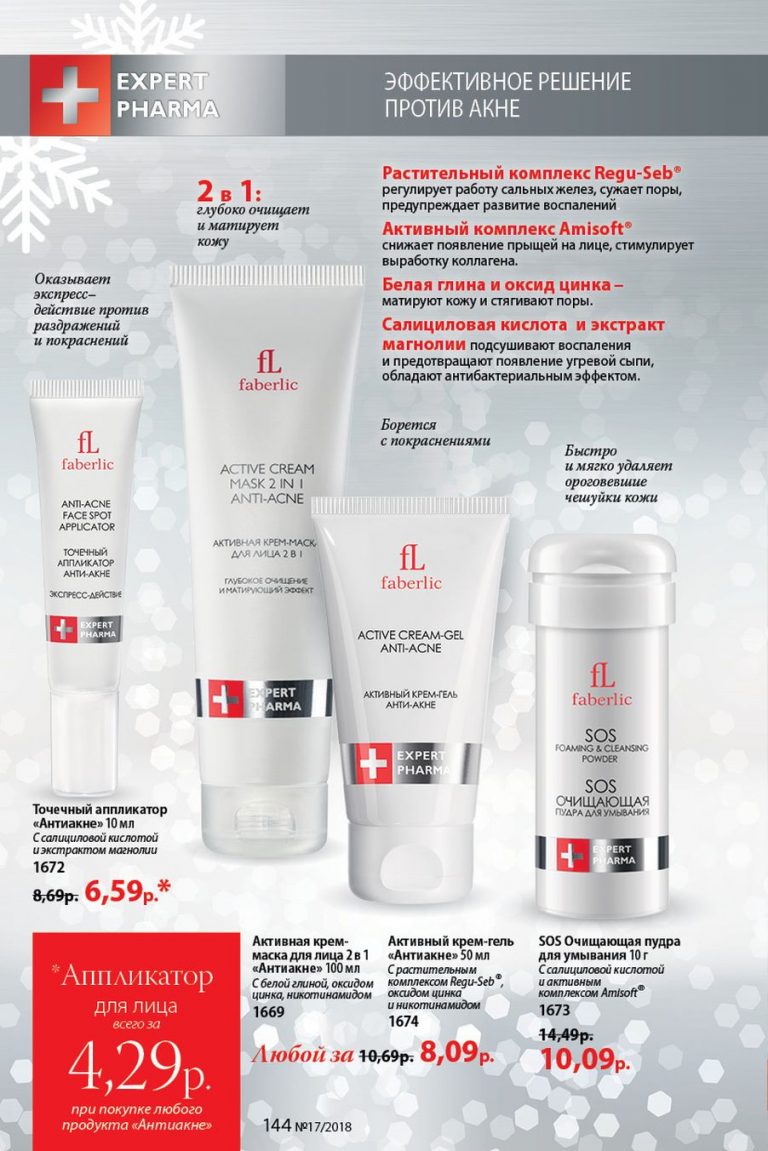 EXPERT
PHARMA
ЭФФЕКТИВНОЕ РЕШЕНИЕ
ПРОТИВ АКНЕ
2 в 1:
глубоко очищает
и матирует
кожу
Растительный комплекс Regu-Seb®
регулирует работу сальных желез, сужает поры,
предупреждает развитие воспалений
Активный комплекс Amisoft®
снижает появление прыщей на лице, стимулирует
выработку коллагена.
Белая глина и оксид цинка –
матируют кожу и стягивают поры.
Салициловая кислота и экстракт
магнолии подсушивают воспаления
и предотвращают появление угревой сыпи,
обладают антибактериальным эффектом.
Оказывает
экспресс–
действие против
раздражений
и покраснений
Борется
с покраснениями
Быстро
и мягко удаляет
ороговевшие
чешуйки кожи
fL
faberlic
ANTI-ACNE
FACE SPOT
APPLICATOR
ТОЧЕЧНЫЙ
АППЛИКАТОР
АНТИ-АКНЕ
ЭКСПРЕСС-ДЕЙСТВИЕ
EXPERT
PHARMA
fL
faberlic
ACTIVE CREAM
MASK 2 IN 1
ANTI-ACNE
АКТИВНАЯ КРЕМ-МАСКА
ДЛЯ ЛИЦА 2 В 1
ГЛУБОКОЕ ОЧИЩЕНИЕ
И МАТИРУЮЩИЙ ЭФФЕКТ
EXPERT
PHARMA
fL
faberlic
ACTIVE CREAM-GEL
ANTI-ACNE
АКТИВНЫЙ КРЕМ-ГЕЛЬ
АНТИ-АКНЕ
EXPERT
PHARMA
fL
faberlic
SOS
FOAMING & CLEANSING
POWDER
SOS
ОЧИЩАЮЩАЯ
ПУДРА ДЛЯ УМЫВАНИЯ
EXPERT
PHARMA
Точечный аппликатор
«Антиакне» 10 мл
С салициловой кислотой
и экстрактом магнолии
1672
8,69р. 6,59р.*
*Аппликатор
для лица
всего за
4,29р.
при покупке любого
продукта «Антиакне»
Активная крем-
маска для лица 2 в 1
«Антиакне» 100 мл
С белой глиной, оксидом
цинка, никотинамидом
1669
Активный крем-гель
«Антиакне» 50 мл
С растительным
комплексом Regu-Seb®,
оксидом цинка
и никотинамидом
1674
Любой за 10,69р. 8,09р.
SOS Очищающая пудра
для умывания 10 г
С салициловой кислотой
и активным
комплексом Amisoft®
1673
14,49р.
10,09р.
144 №17/2018